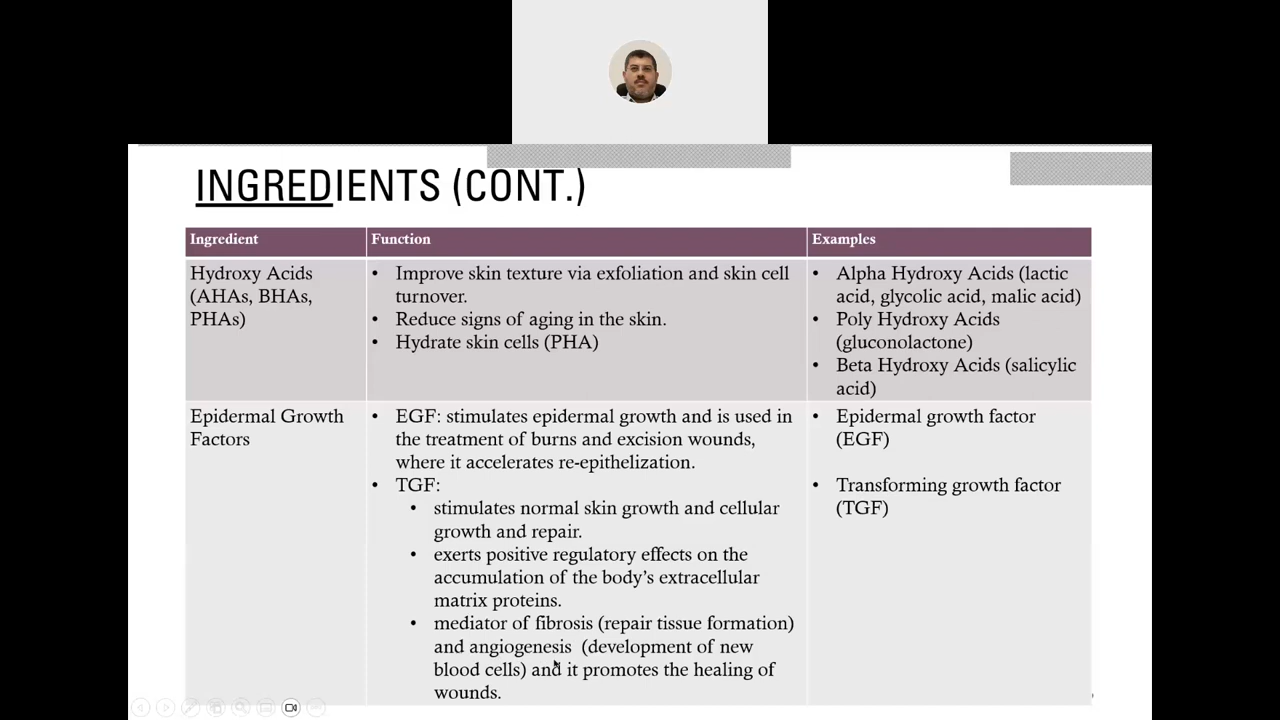 INGREDIENTS (CONT.)
Ingredient
Function
Examples
Hydroxy Acids
(AHAs, BHAs,
PHAs)
• Improve skin texture via exfoliation and skin cell
turnover.
• Reduce signs of aging in the skin.
• Hydrate skin cells (PHA)
• Alpha Hydroxy Acids (lactic
acid, glycolic acid, malic acid)
• Poly Hydroxy Acids
(gluconolactone)
• Beta Hydroxy Acids (salicylic
acid)
Epidermal Growth
Factors
• EGF: stimulates epidermal growth and is used in
the treatment of burns and excision wounds,
where it accelerates re-epithelization.
• TGF:
• stimulates normal skin growth and cellular
growth and repair.
• exerts positive regulatory effects on the
accumulation of the body’s extracellular
matrix proteins.
• mediator of fibrosis (repair tissue formation)
and angiogenesis (development of new
blood cells) and it promotes the healing of
wounds.
• Epidermal growth factor
(EGF)
• Transforming growth factor
(TGF)